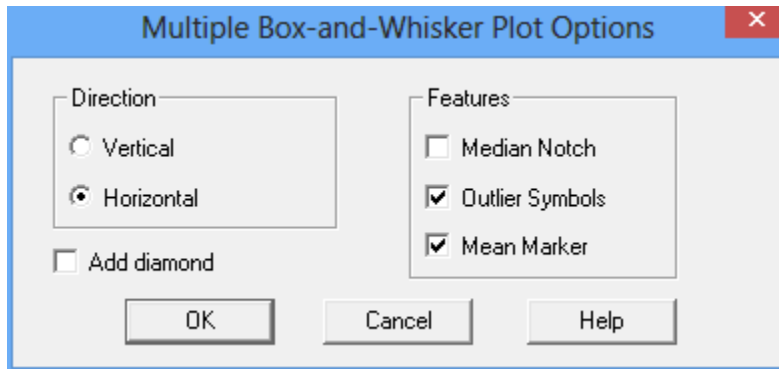 Multiple Box-and-Whisker Plot Options
Direction
Vertical
Horizontal
Add diamond
Features
Median Notch
Outlier Symbols
Mean Marker
OK
Cancel
Help